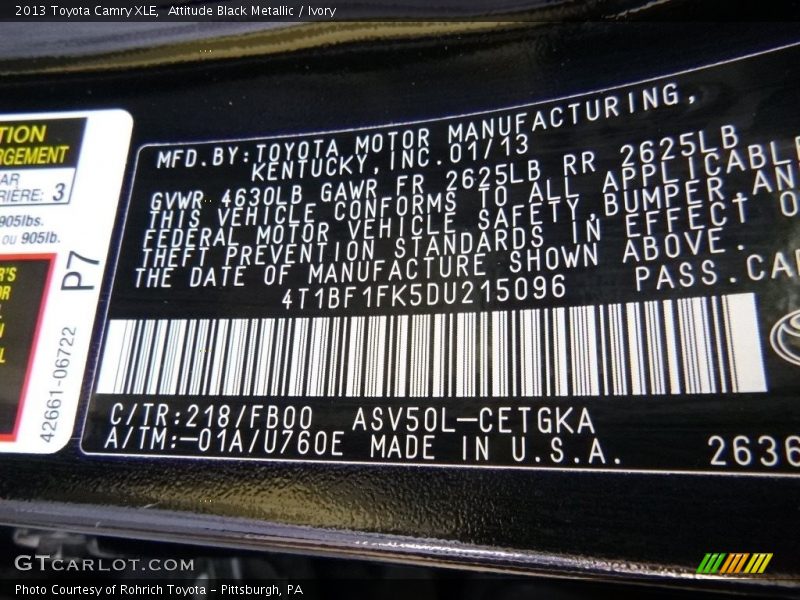 2013 Toyota Camry XLE,  Attitude Black Metallic / Ivory
TION
RGEMENT
AR
RIÈRE: 3
905lbs.
ou 905lb.
P7
42661-06722
MFD.BY:TOYOTA MOTOR MANUFACTURING,
KENTUCKY,INC.01/13
GVWR 4630LB GAWR FR 2625LB RR 2625LB
THIS VEHICLE CONFORMS TO ALL APPLICABLE
FEDERAL MOTOR VEHICLE SAFETY,BUMPER,AN
THEFT PREVENTION STANDARDS IN EFFECT O
THE DATE OF MANUFACTURE SHOWN ABOVE.
4T1BF1FK5DU215096 PASS.CAR
C/TR:218/FB00 ASV50L-CETGKA
A/TM:-01A/U760E MADE IN U.S.A.
2636
GTCARLOT.COM
Photo Courtesy of Rohrich Toyota - Pittsburgh, PA